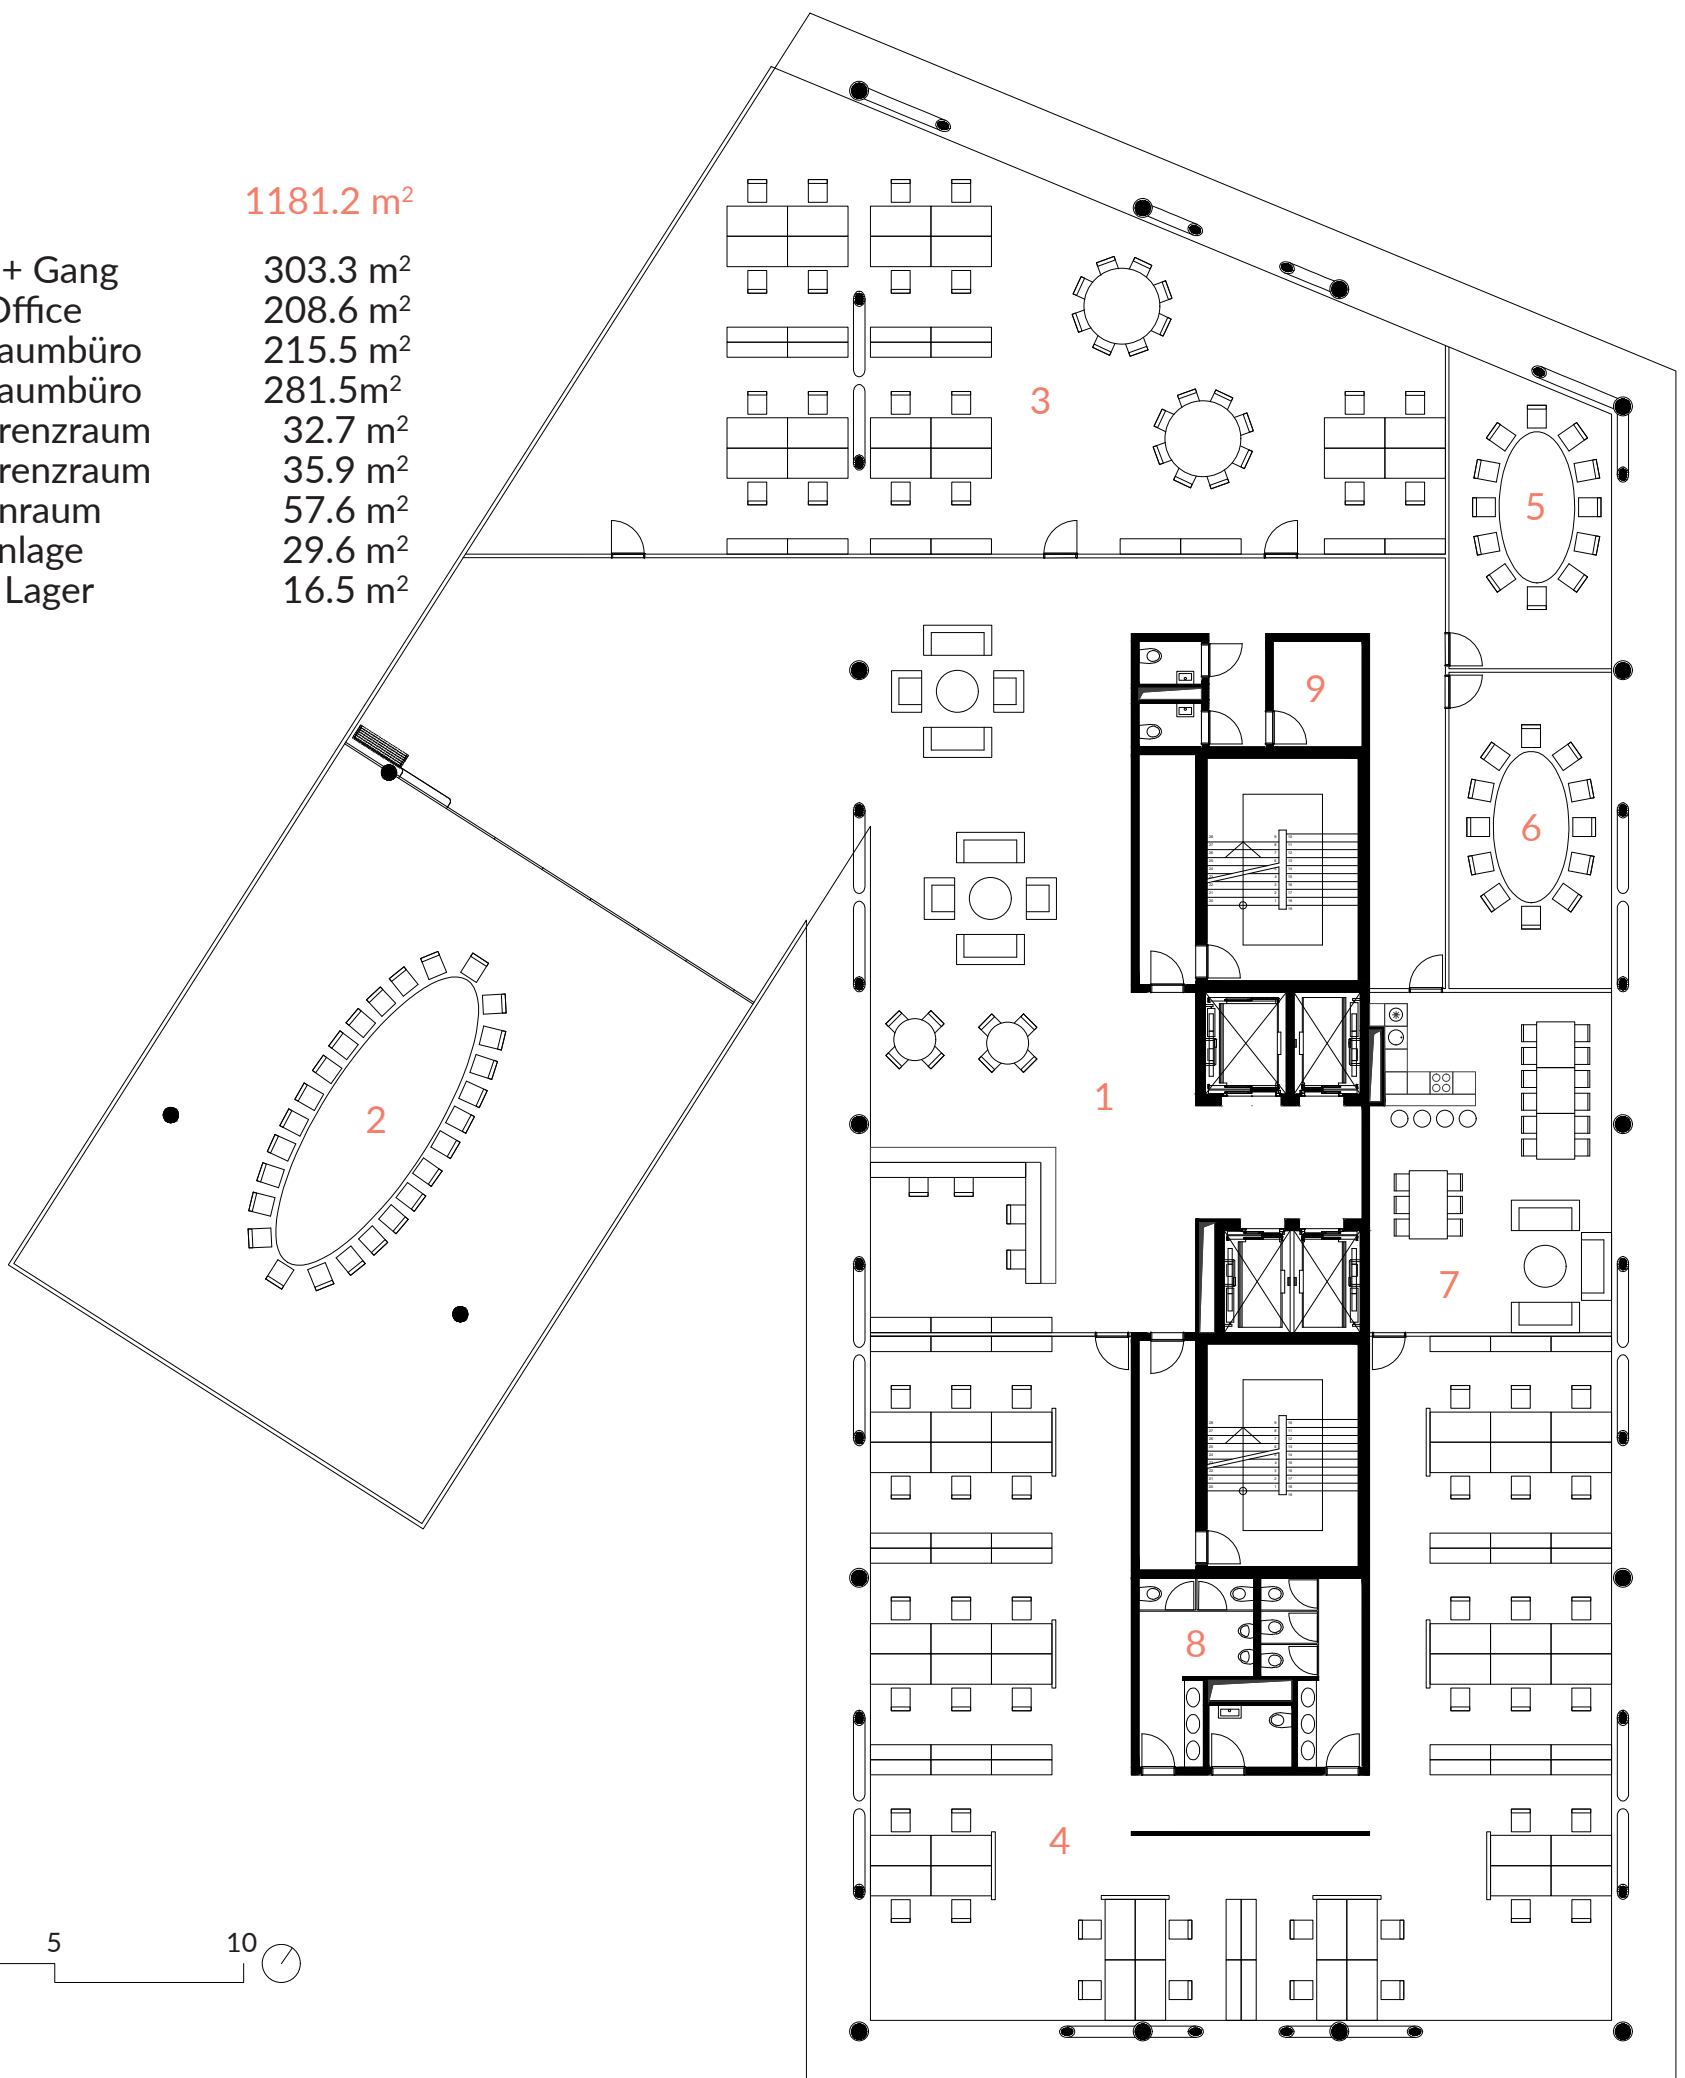 1181.2 m²
+ Gang 303.3 m²
Office 208.6 m²
aumbüro 215.5 m²
aumbüro 281.5m²
renzraum 32.7 m²
renzraum 35.9 m²
nraum 57.6 m²
nlage 29.6 m²
Lager 16.5 m²
3
5
9
6
1
2
7
8
4
5 10